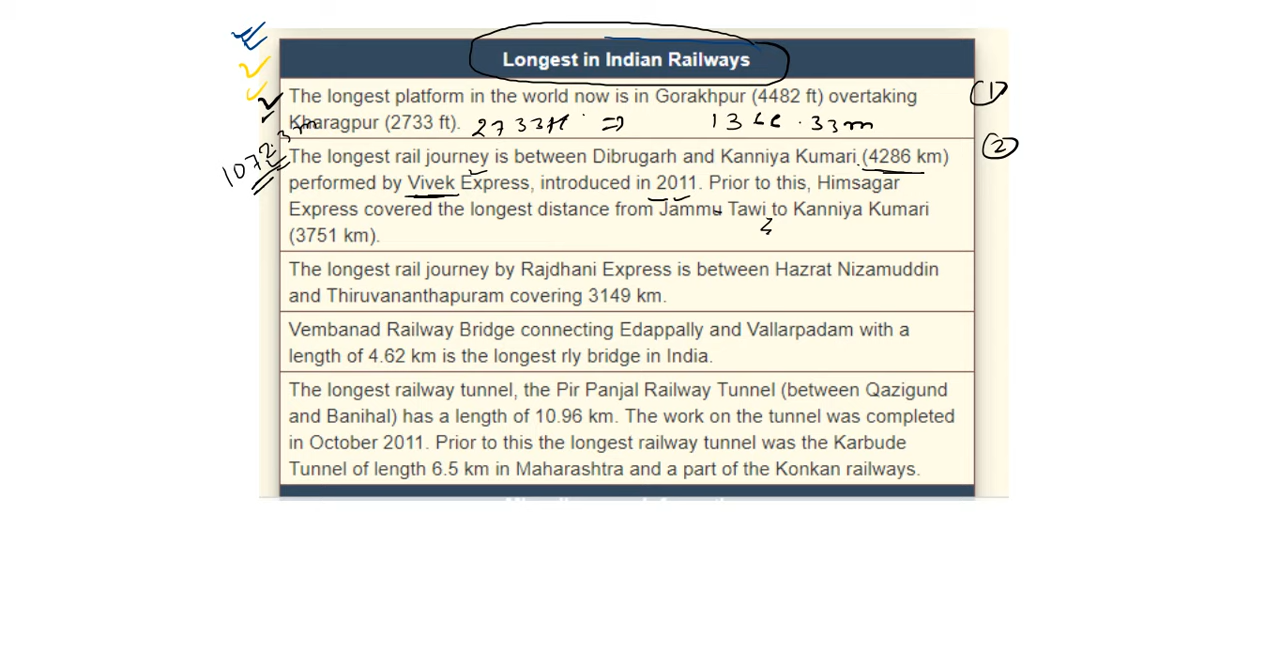 Longest in Indian Railways
The longest platform in the world now is in Gorakhpur (4482 ft) overtaking
Kharagpur (2733 ft). 2733ft. ⇒ 1366.33m
①
10723m
The longest rail journey is between Dibrugarh and Kanniya Kumari (4286 km)
②
performed by Vivek Express, introduced in 2011. Prior to this, Himsagar
Express covered the longest distance from Jammu Tawi to Kanniya Kumari
(3751 km).
The longest rail journey by Rajdhani Express is between Hazrat Nizamuddin
and Thiruvananthapuram covering 3149 km.
Vembanad Railway Bridge connecting Edappally and Vallarpadam with a
length of 4.62 km is the longest rly bridge in India.
The longest railway tunnel, the Pir Panjal Railway Tunnel (between Qazigund
and Banihal) has a length of 10.96 km. The work on the tunnel was completed
in October 2011. Prior to this the longest railway tunnel was the Karbude
Tunnel of length 6.5 km in Maharashtra and a part of the Konkan railways.